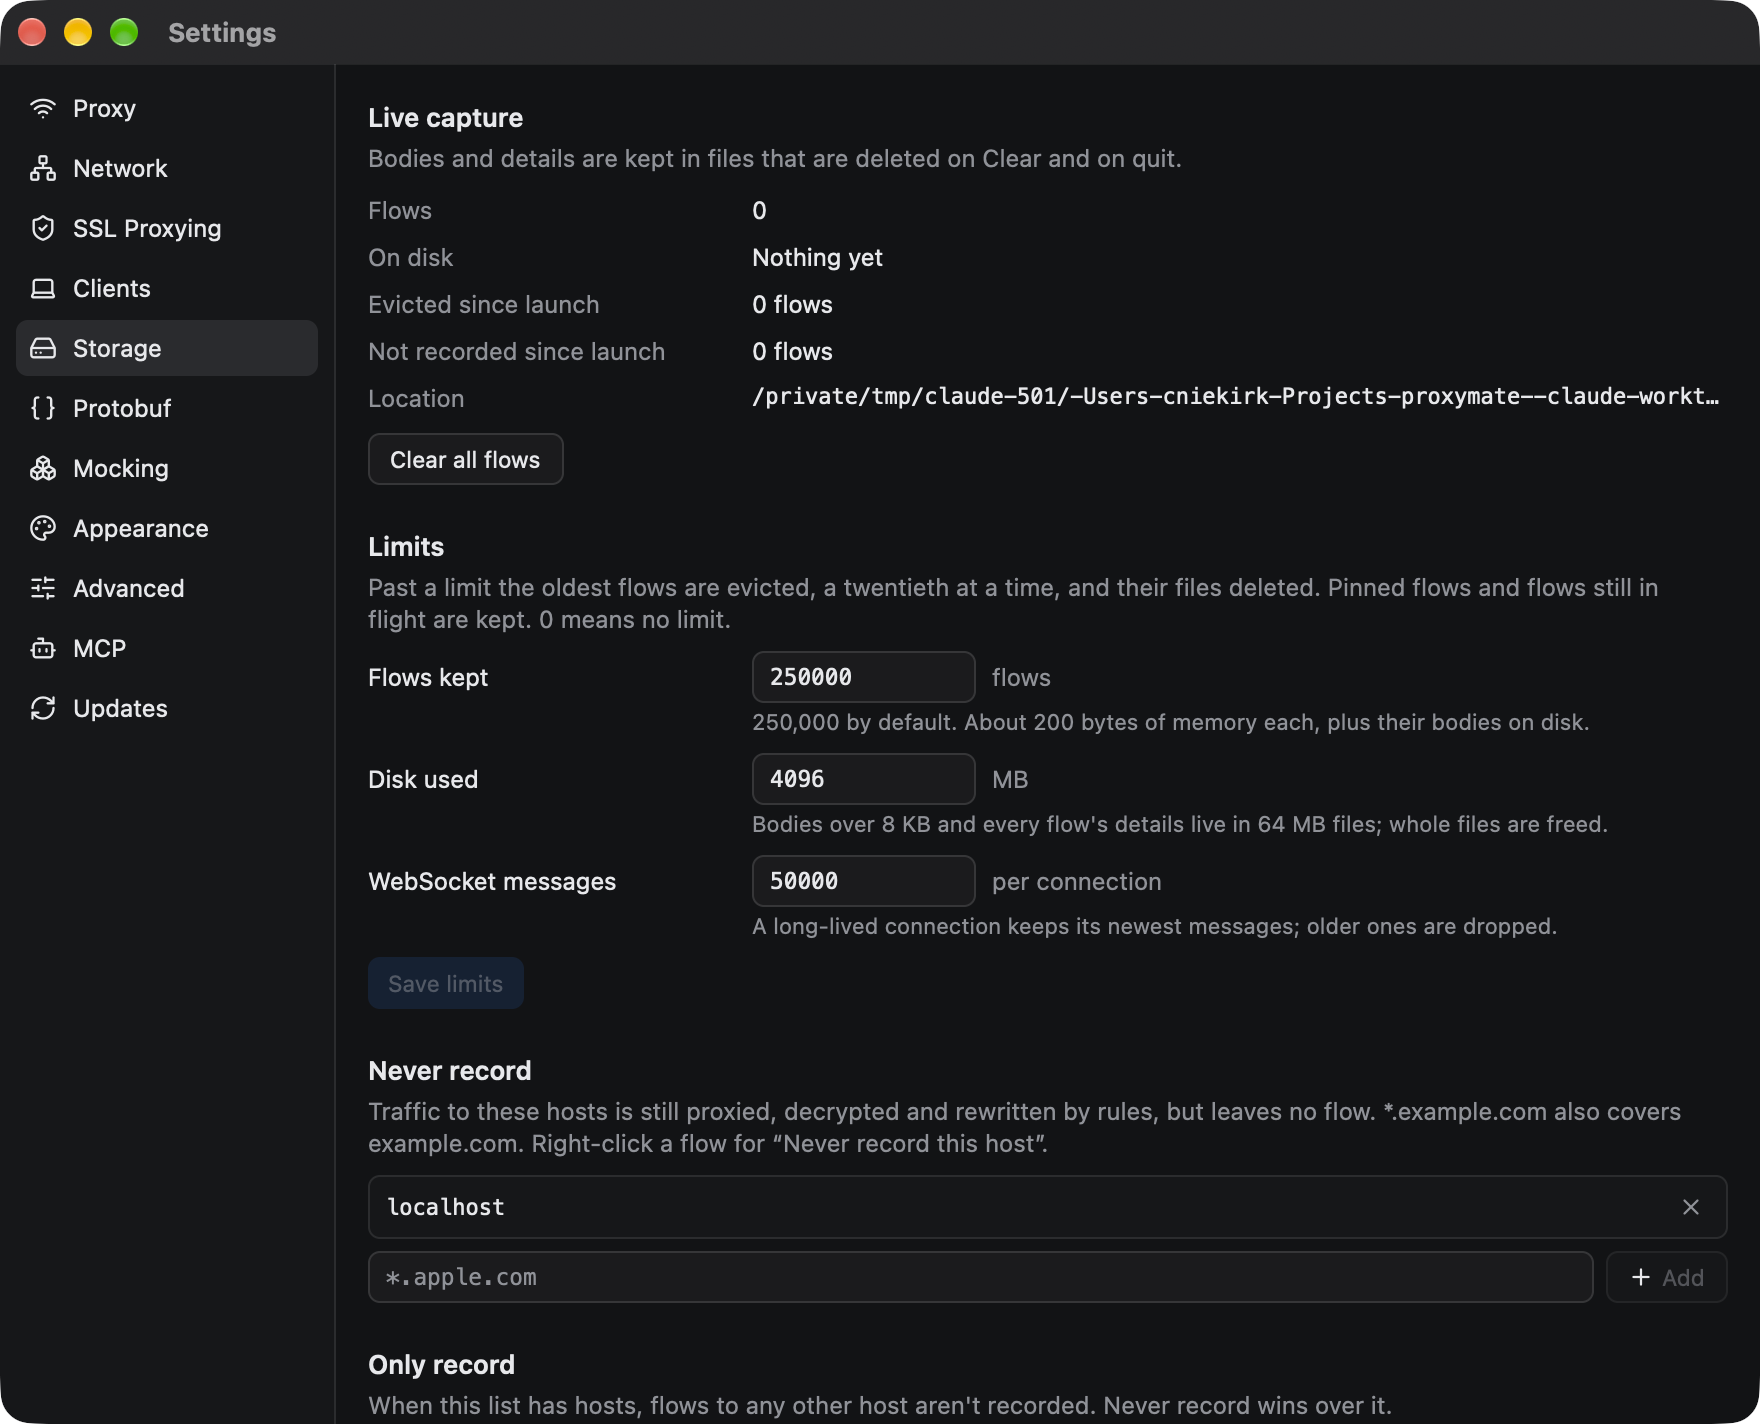 Settings
Proxy
Network
SSL Proxying
Clients
Storage
Protobuf
Mocking
Appearance
Advanced
MCP
Updates
Live capture
Bodies and details are kept in files that are deleted on Clear and on quit.
Flows 0
On disk Nothing yet
Evicted since launch 0 flows
Not recorded since launch 0 flows
Location /private/tmp/claude-501/-Users-cniekirk-Projects-proxymate--claude-workt…
Clear all flows
Limits
Past a limit the oldest flows are evicted, a twentieth at a time, and their files deleted. Pinned flows and flows still in
flight are kept. 0 means no limit.
Flows kept 250000 flows
250,000 by default. About 200 bytes of memory each, plus their bodies on disk.
Disk used 4096 MB
Bodies over 8 KB and every flow's details live in 64 MB files; whole files are freed.
WebSocket messages 50000 per connection
A long-lived connection keeps its newest messages; older ones are dropped.
Save limits
Never record
Traffic to these hosts is still proxied, decrypted and rewritten by rules, but leaves no flow. *.example.com also covers
example.com. Right-click a flow for “Never record this host”.
localhost
*.apple.com
Add
Only record
When this list has hosts, flows to any other host aren't recorded. Never record wins over it.